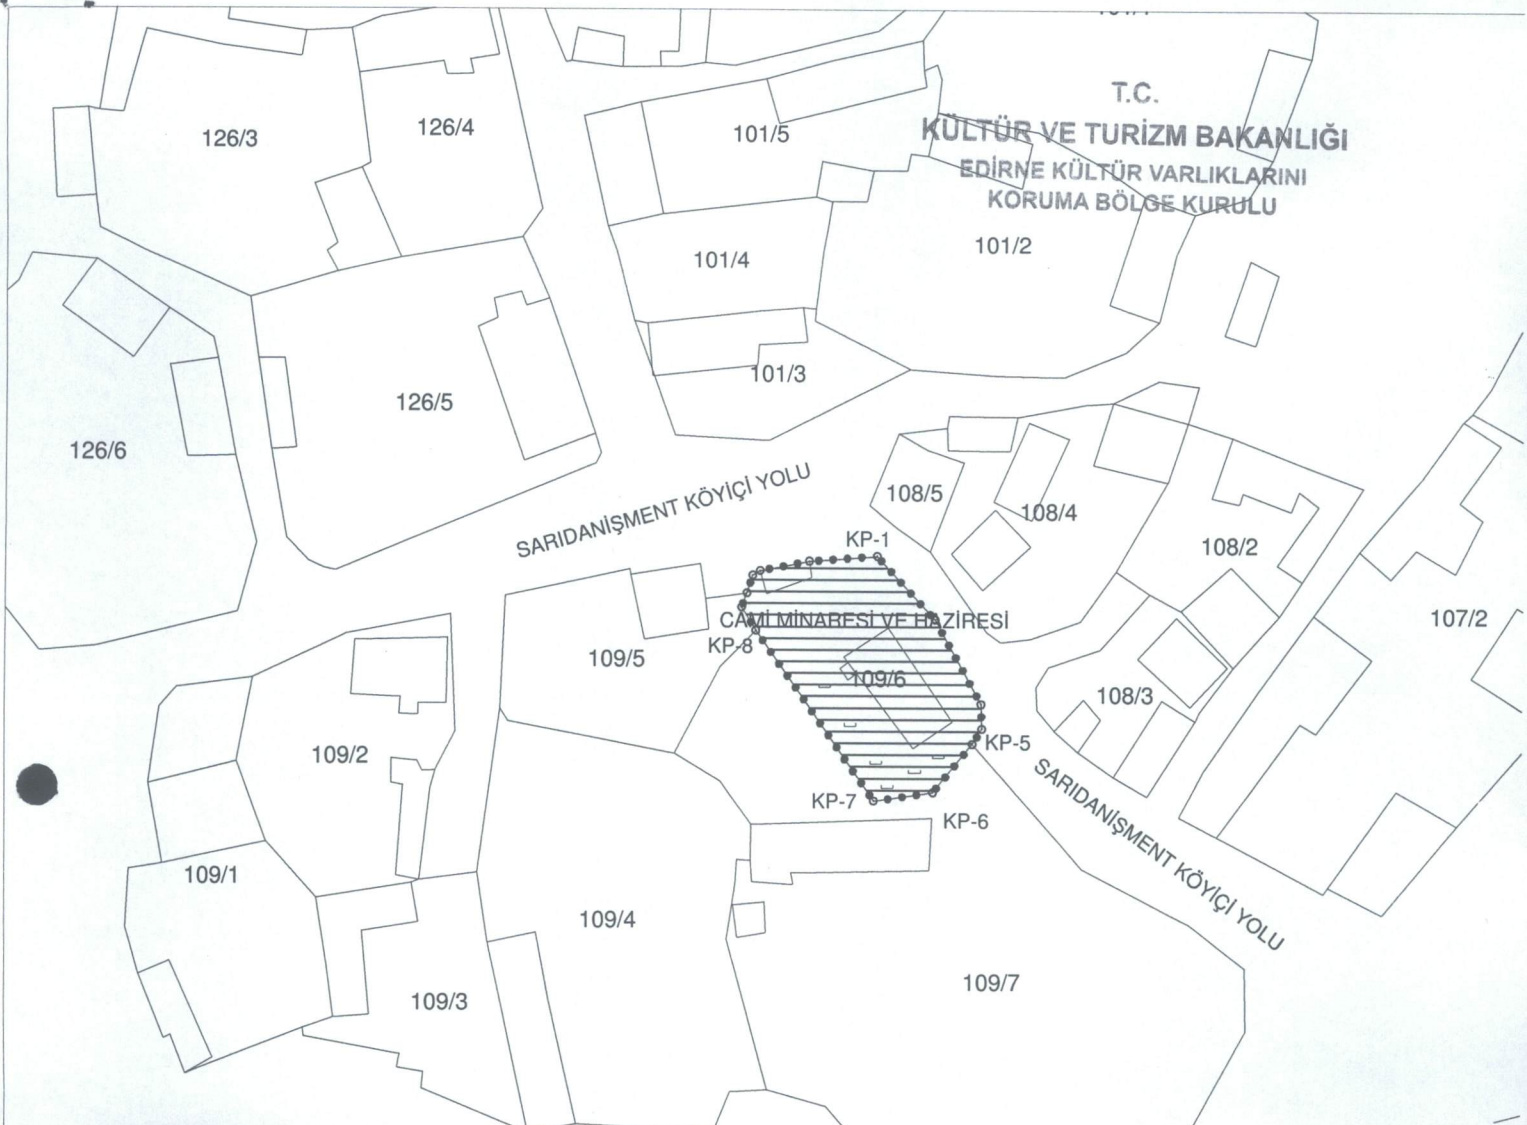 T.C.
KÜLTÜR VE TURİZM BAKANLIĞI
EDİRNE KÜLTÜR VARLIKLARINI
KORUMA BÖLGE KURULU
126/3
126/4
101/5
101/2
101/4
101/3
126/5
126/6
SARIDANİŞMENT KÖYİÇİ YOLU
108/5
108/4
KP-1
108/2
107/2
CAMİ MİNARESİ VE HAZİRESİ
KP-8
109/5
109/6
108/3
KP-5
109/2
KP-7
KP-6
SARIDANİŞMENT KÖYİÇİ YOLU
109/1
109/4
109/7
109/3